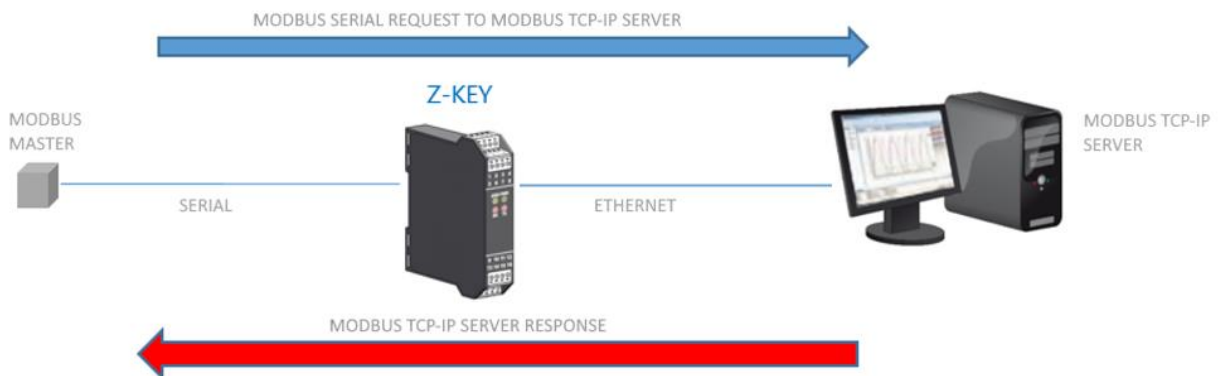 MODBUS SERIAL REQUEST TO MODBUS TCP-IP SERVER
Z-KEY
MODBUS
MASTER
MODBUS TCP-IP
SERVER
SERIAL
ETHERNET
MODBUS TCP-IP SERVER RESPONSE